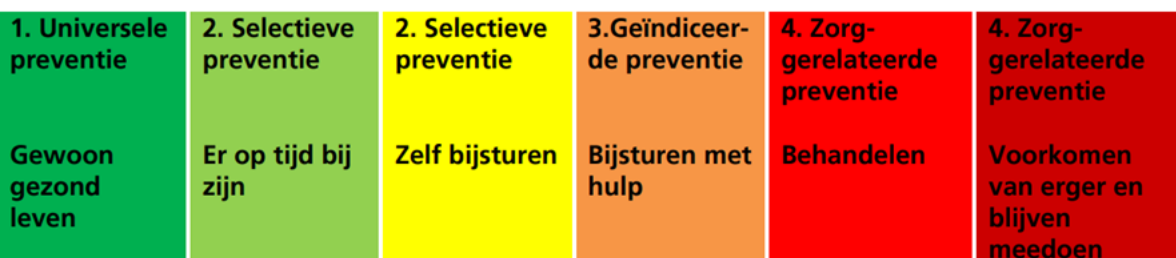 1. Universele
preventie
Gewoon
gezond
leven
2. Selectieve
preventie
Er op tijd bij
zijn
2. Selectieve
preventie
Zelf bijsturen
3.Geïndiceer-
de preventie
Bijsturen met
hulp
4. Zorg-
gerelateerde
preventie
Behandelen
4. Zorg-
gerelateerde
preventie
Voorkomen
van erger en
blijven
meedoen